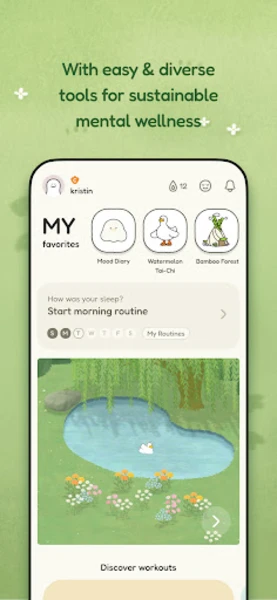 With easy & diverse
tools for sustainable
mental wellness
kristin
12
MY
favorites
Mood Diary
Watermelon
Tai-Chi
Bamboo Forest
How was your sleep?
Start morning routine
S M T W T F S My Routines
Discover workouts